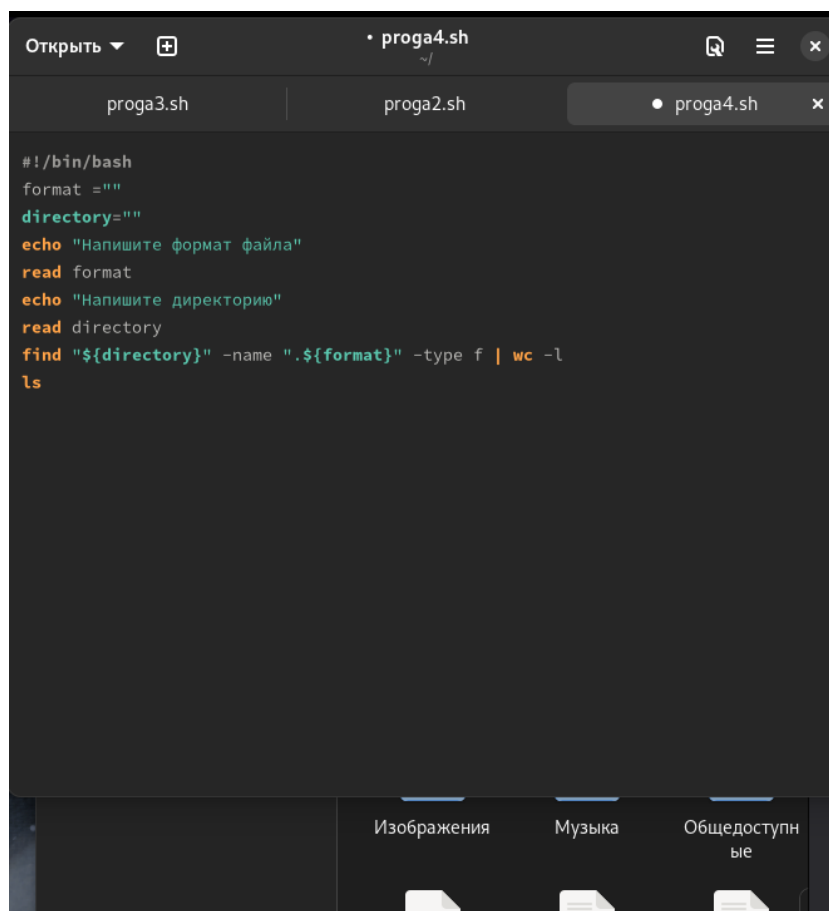 Открыть
• proga4.sh
~/
proga3.sh
proga2.sh
● proga4.sh
#!/bin/bash
format =""
directory=""
echo "Напишите формат файла"
read format
echo "Напишите директорию"
read directory
find "${directory}" -name ".${format}" -type f | wc -l
ls
Изображения
Музыка
Общедоступн
ые